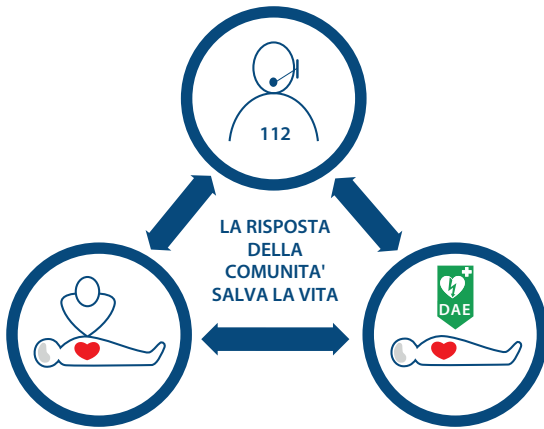 112
LA RISPOSTA
DELLA
COMUNITA'
SALVA LA VITA
DAE